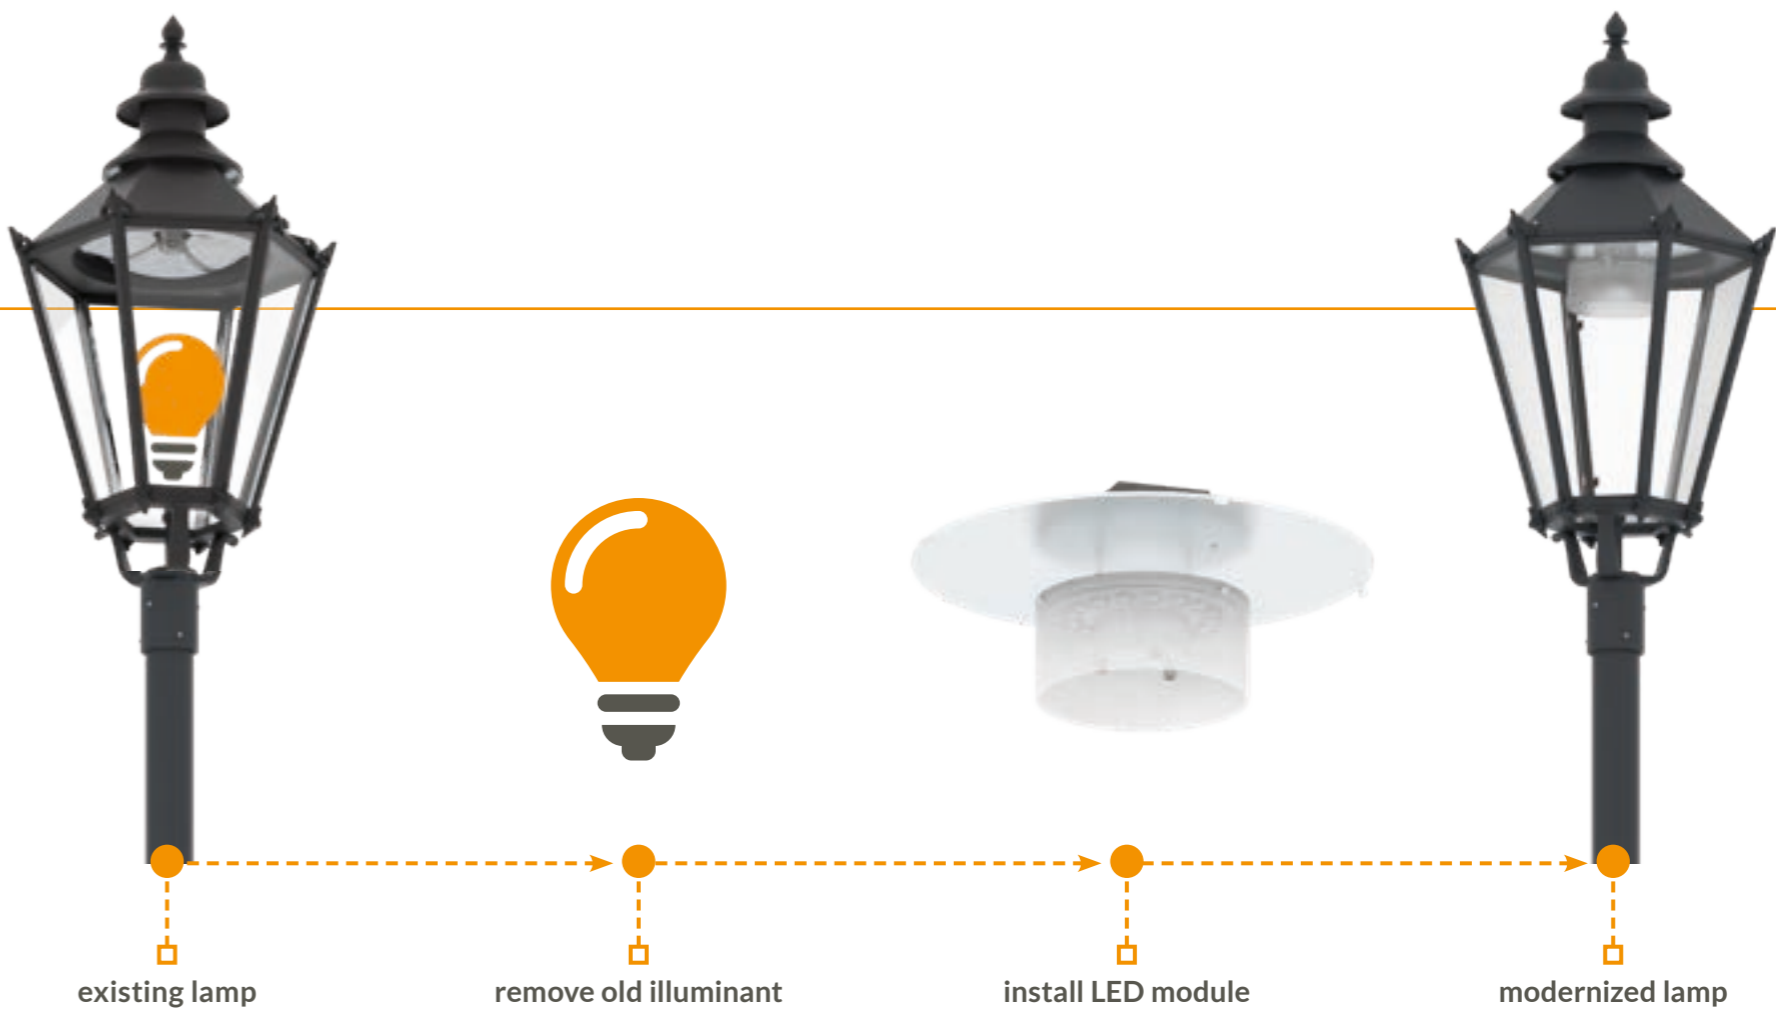 existing lamp
remove old illuminant
install LED module
modernized lamp